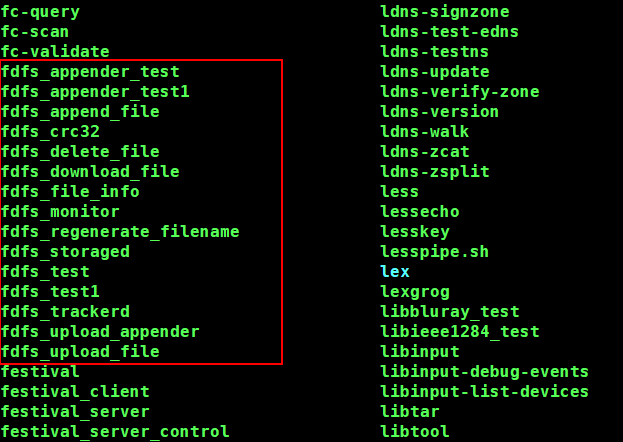 fc-query ldns-signzone
fc-scan ldns-test-edns
fc-validate ldns-testns
fdfs_appender_test ldns-update
fdfs_appender_test1 ldns-verify-zone
fdfs_append_file ldns-version
fdfs_crc32 ldns-walk
fdfs_delete_file ldns-zcat
fdfs_download_file ldns-zsplit
fdfs_file_info less
fdfs_monitor lessecho
fdfs_regenerate_filename lesskey
fdfs_storaged lesspipe.sh
fdfs_test lex
fdfs_test1 lexgrog
fdfs_trackerd libbluray_test
fdfs_upload_appender libieee1284_test
fdfs_upload_file libinput
festival libinput-debug-events
festival_client libinput-list-devices
festival_server libtar
festival_server_control libtool